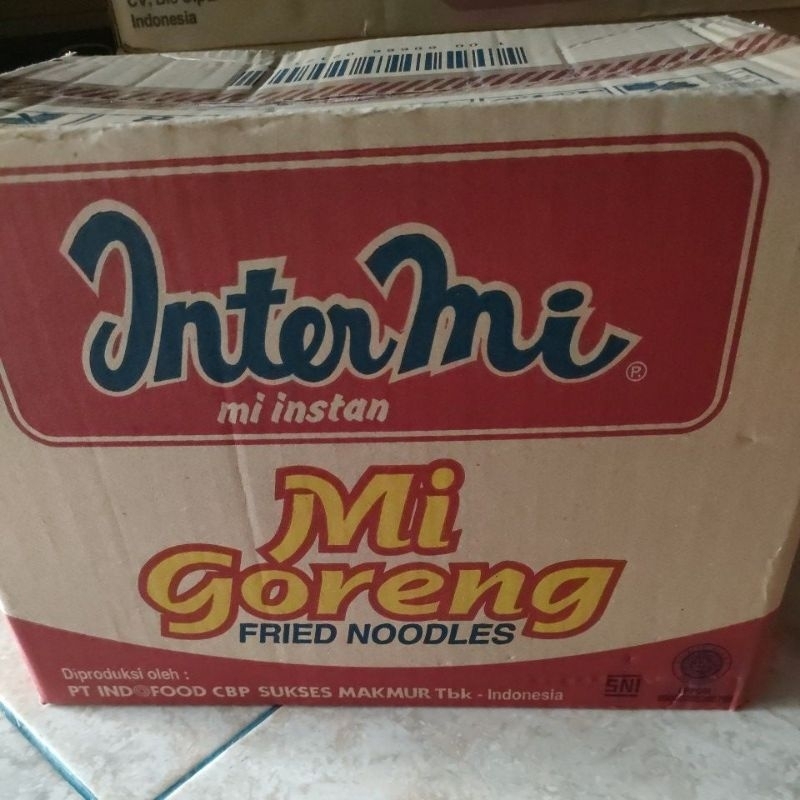 Indonesia
InterMi
mi instan
Mi
Goreng
FRIED NOODLES
Diproduksi oleh :
PT INDOFOOD CBP SUKSES MAKMUR Tbk - Indonesia
SNI